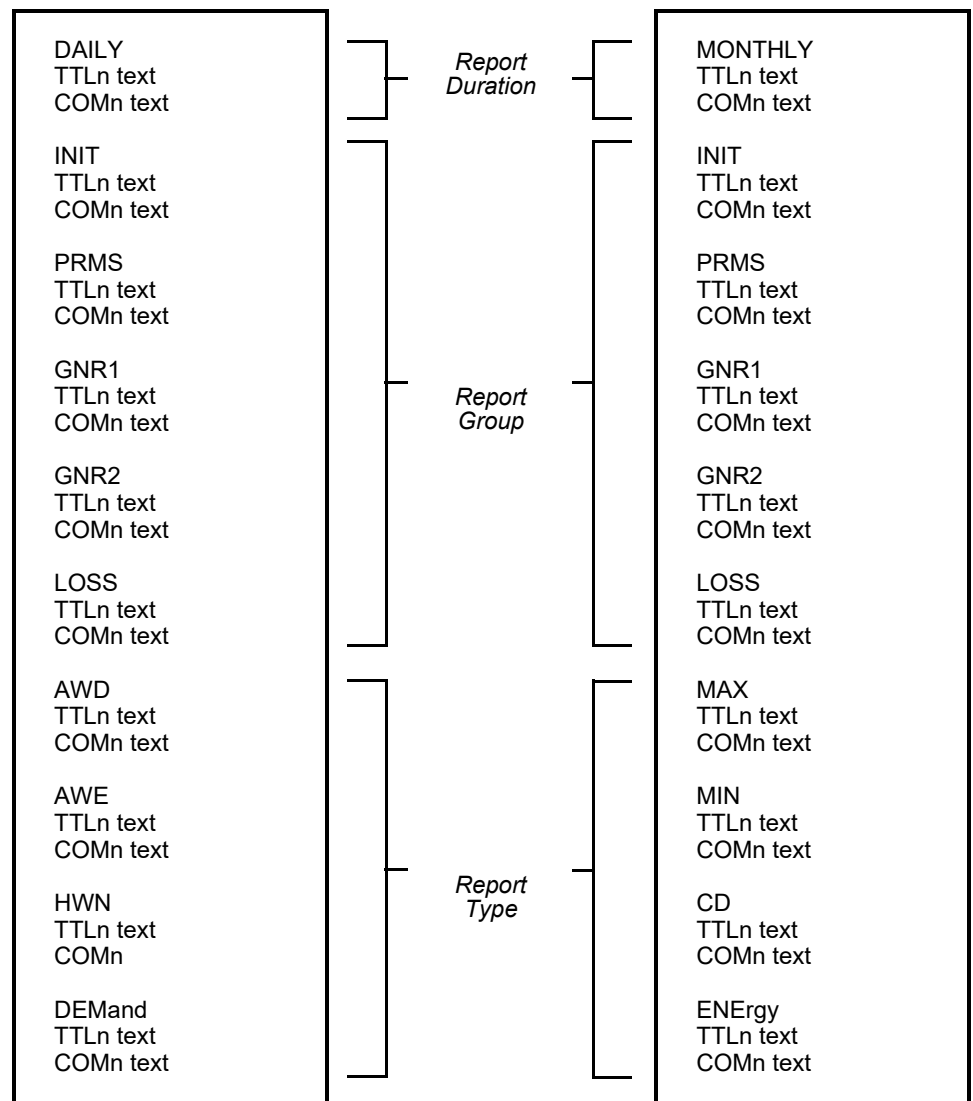 DAILY
TTLn text
COMn text
INIT
TTLn text
COMn text
PRMS
TTLn text
COMn text
GNR1
TTLn text
COMn text
GNR2
TTLn text
COMn text
LOSS
TTLn text
COMn text
AWD
TTLn text
COMn text
AWE
TTLn text
COMn text
HWN
TTLn text
COMn
DEMand
TTLn text
COMn text
Report
Duration
Report
Group
Report
Type
MONTHLY
TTLn text
COMn text
INIT
TTLn text
COMn text
PRMS
TTLn text
COMn text
GNR1
TTLn text
COMn text
GNR2
TTLn text
COMn text
LOSS
TTLn text
COMn text
MAX
TTLn text
COMn text
MIN
TTLn text
COMn text
CD
TTLn text
COMn text
ENErgy
TTLn text
COMn text